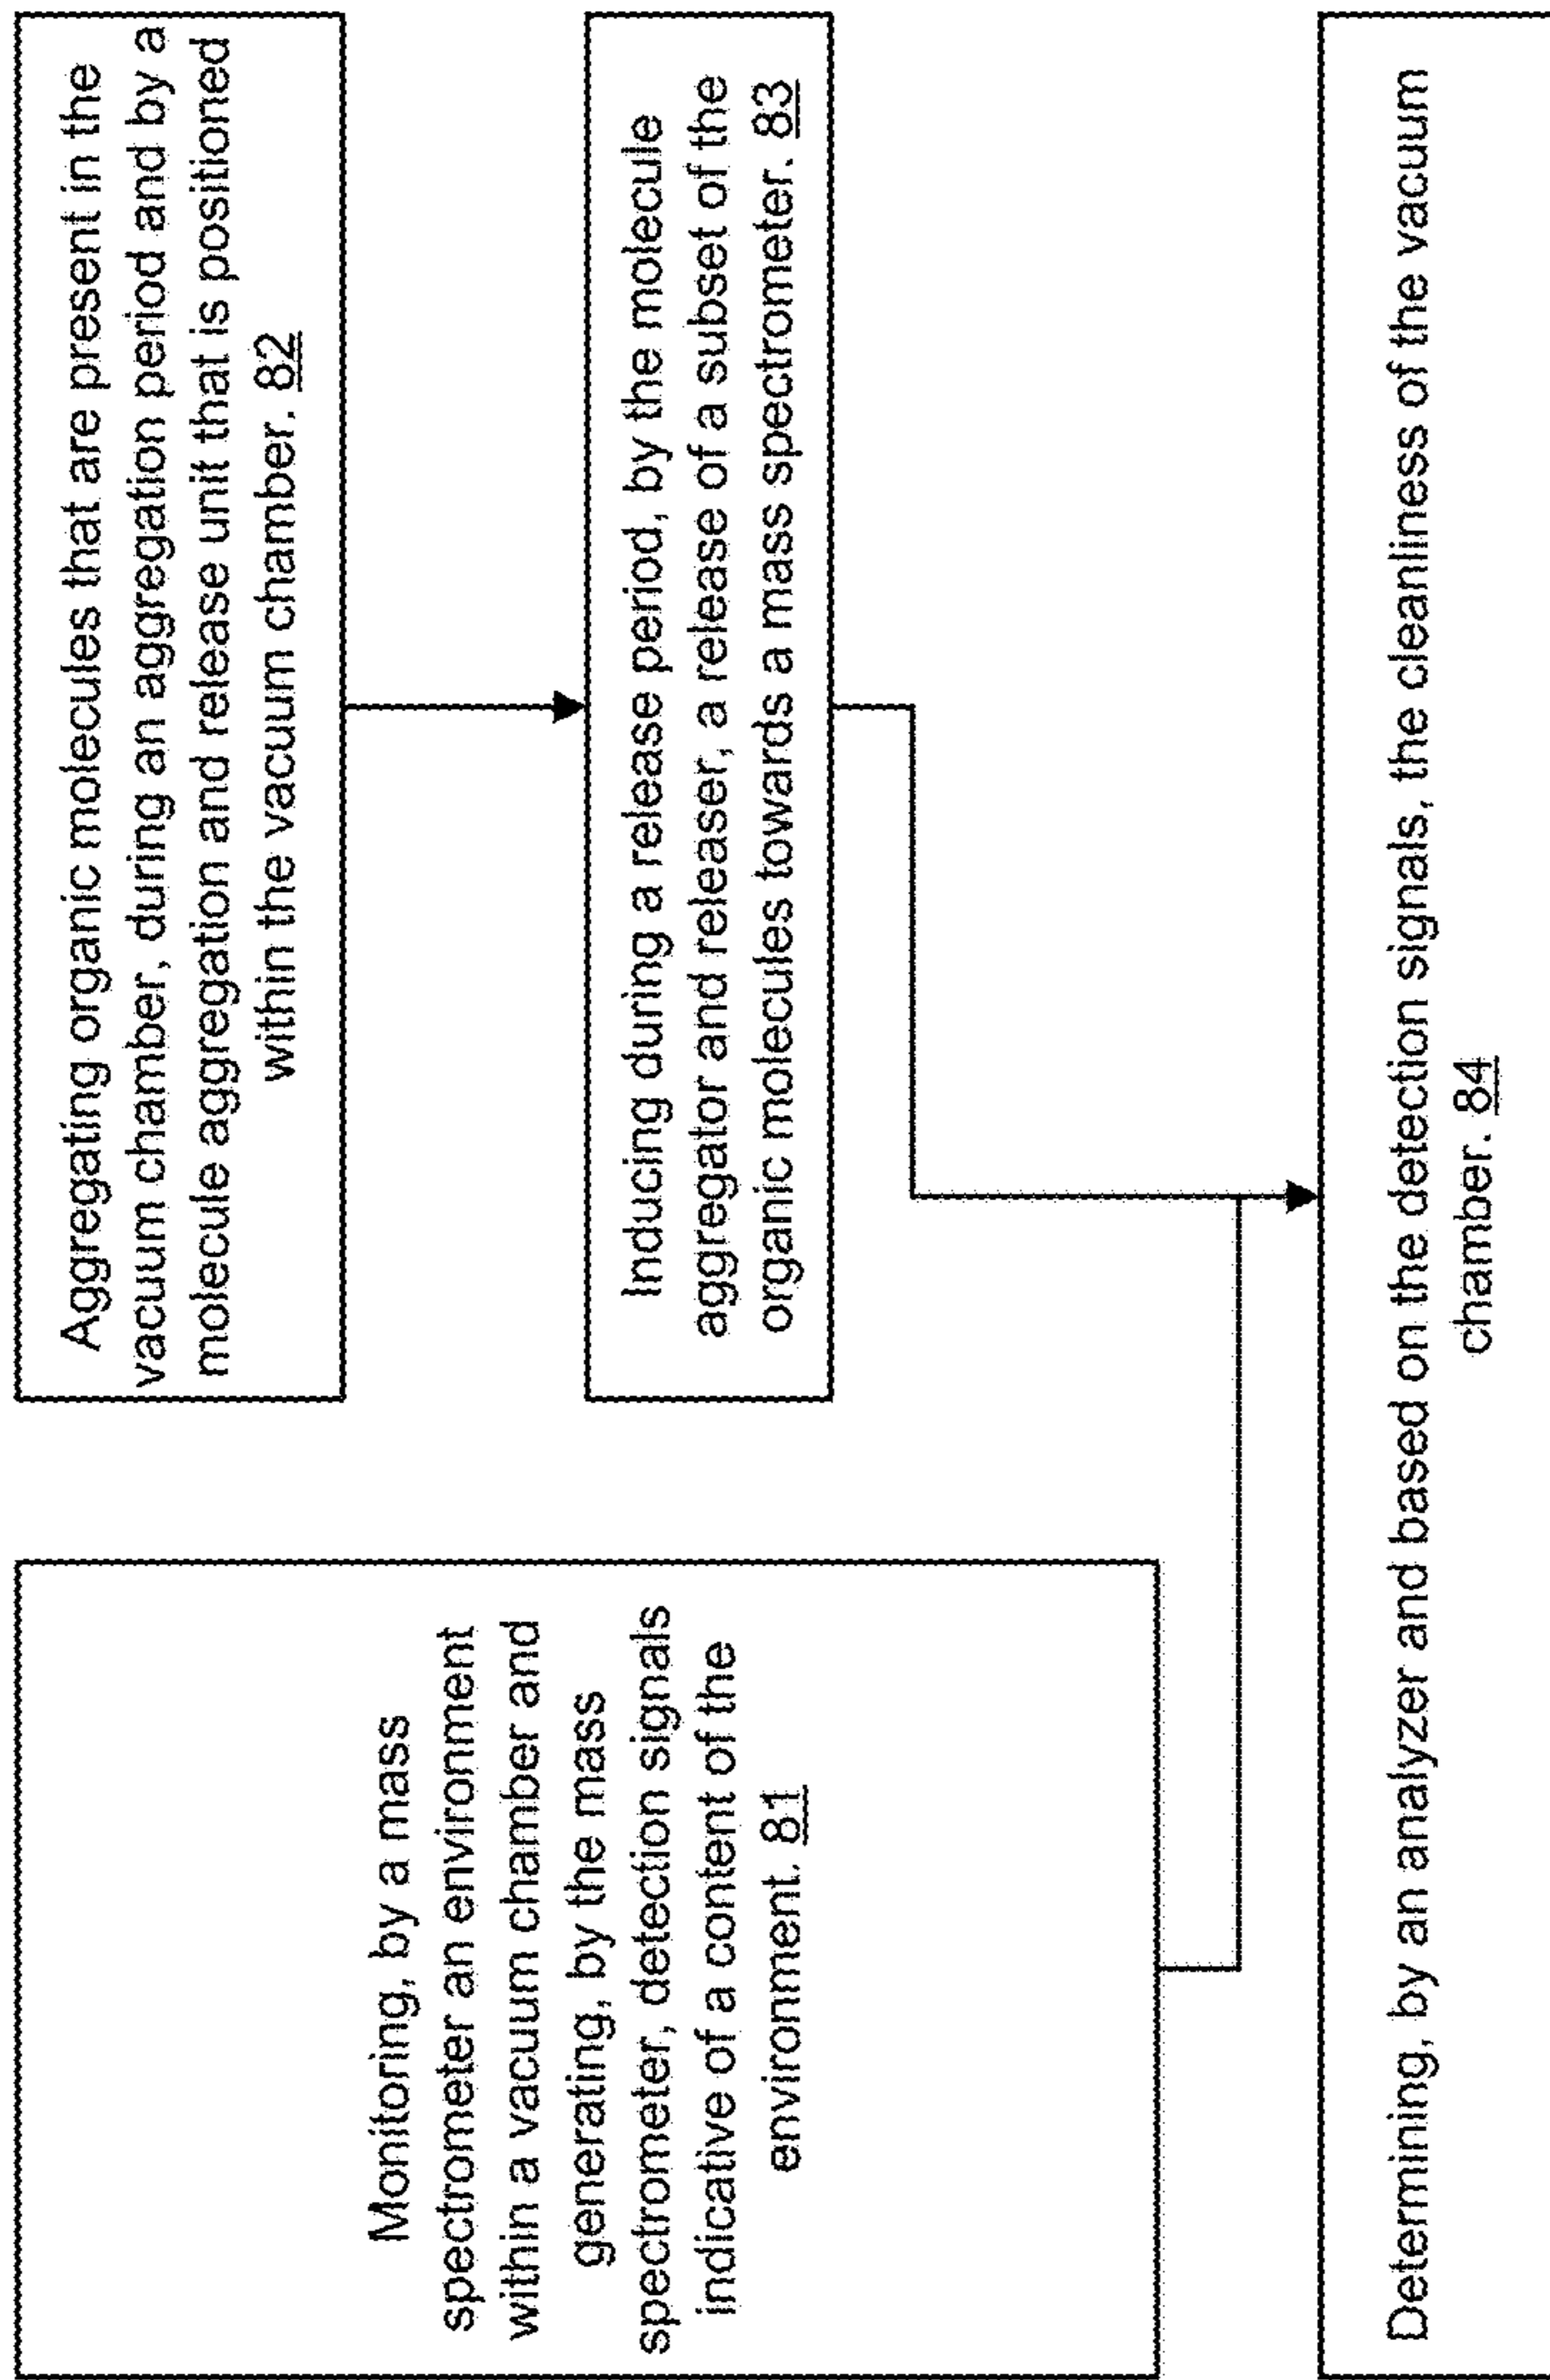 Monitoring, by a mass
spectrometer an environment
within a vacuum chamber and
generating, by the mass
spectrometer, detection signals
indicative of a content of the
environment. 81
Aggregating organic molecules that are present in the
vacuum chamber, during an aggregation period and by a
molecule aggregation and release unit that is positioned
within the vacuum chamber. 82
Inducing during a release period, by the molecule
aggregator and releaser, a release of a subset of the
organic molecules towards a mass spectrometer. 83
Determining, by an analyzer and based on the detection signals, the cleanliness of the vacuum
chamber. 84